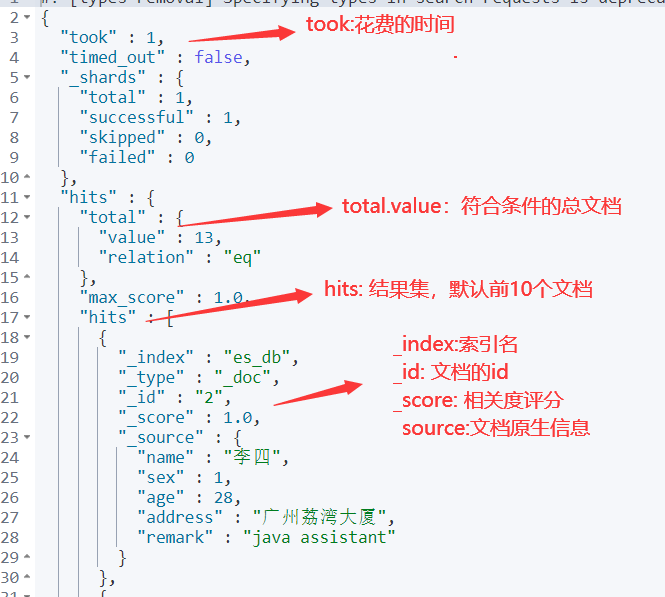 #! [types removal] Specifying types in search requests is deprec
2 {
3 "took" : 1,
took:花费的时间
4 "timed_out" : false,
5 "_shards" : {
6 "total" : 1,
7 "successful" : 1,
8 "skipped" : 0,
9 "failed" : 0
10 },
11 "hits" : {
12 "total" : {
total.value：符合条件的总文档
13 "value" : 13,
14 "relation" : "eq"
15 },
16 "max_score" : 1.0,
hits: 结果集，默认前10个文档
17 "hits" : [
18 {
19 "_index" : "es_db",
_index:索引名
20 "_type" : "_doc",
_id: 文档的id
21 "_id" : "2",
22 "_score" : 1.0,
_score: 相关度评分
23 "_source" : {
_source:文档原生信息
24 "name" : "李四",
25 "sex" : 1,
26 "age" : 28,
27 "address" : "广州荔湾大厦",
28 "remark" : "java assistant"
29 }
30 },
31 {